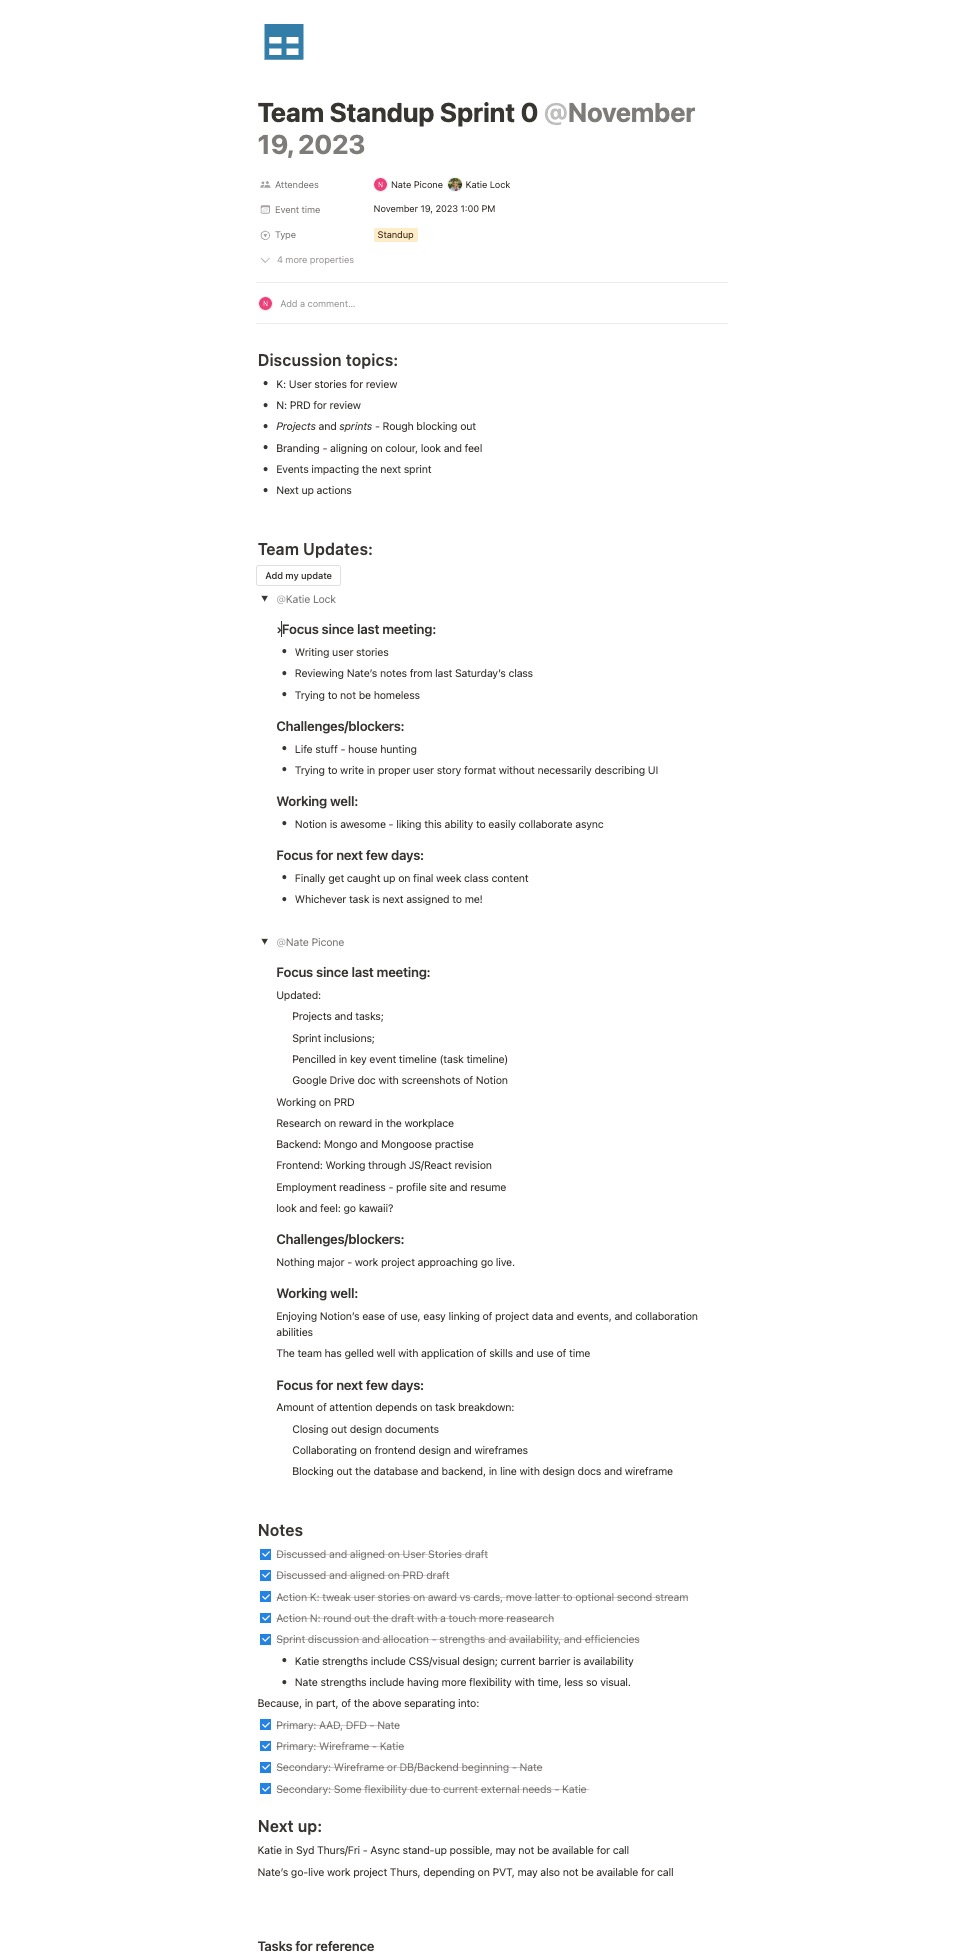 Team Standup Sprint 0 @November
19, 2023
Attendees N Nate Picone Katie Lock
Event time November 19, 2023 1:00 PM
Type Standup
4 more properties
N Add a comment...
Discussion topics:
• K: User stories for review
• N: PRD for review
• Projects and sprints - Rough blocking out
• Branding - aligning on colour, look and feel
• Events impacting the next sprint
• Next up actions
Team Updates:
Add my update
@Katie Lock
Focus since last meeting:
• Writing user stories
• Reviewing Nate's notes from last Saturday's class
• Trying to not be homeless
Challenges/blockers:
• Life stuff - house hunting
• Trying to write in proper user story format without necessarily describing UI
Working well:
• Notion is awesome - liking this ability to easily collaborate async
Focus for next few days:
• Finally get caught up on final week class content
• Whichever task is next assigned to me!
@Nate Picone
Focus since last meeting:
Updated:
Projects and tasks;
Sprint inclusions;
Pencilled in key event timeline (task timeline)
Google Drive doc with screenshots of Notion
Working on PRD
Research on reward in the workplace
Backend: Mongo and Mongoose practise
Frontend: Working through JS/React revision
Employment readiness - profile site and resume
look and feel: go kawaii?
Challenges/blockers:
Nothing major - work project approaching go live.
Working well:
Enjoying Notion's ease of use, easy linking of project data and events, and collaboration
abilities
The team has gelled well with application of skills and use of time
Focus for next few days:
Amount of attention depends on task breakdown:
Closing out design documents
Collaborating on frontend design and wireframes
Blocking out the database and backend, in line with design docs and wireframe
Notes
Discussed and aligned on User Stories draft
Discussed and aligned on PRD draft
Action K: tweak user stories on award vs cards, move latter to optional second stream
Action N: round out the draft with a touch more reasearch
Sprint discussion and allocation - strengths and availability, and efficiencies
• Katie strengths include CSS/visual design; current barrier is availability
• Nate strengths include having more flexibility with time, less so visual.
Because, in part, of the above separating into:
Primary: AAD, DFD - Nate
Primary: Wireframe - Katie
Secondary: Wireframe or DB/Backend beginning - Nate
Secondary: Some flexibility due to current external needs - Katie
Next up:
Katie in Syd Thurs/Fri - Async stand-up possible, may not be available for call
Nate's go-live work project Thurs, depending on PVT, may also not be available for call
Tasks for reference